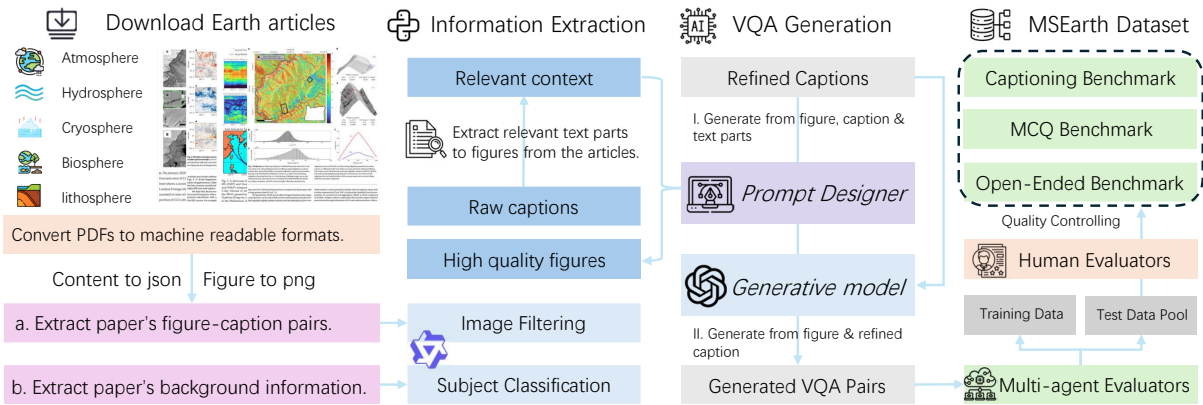 Download Earth articles
Atmosphere
Hydrosphere
Cryosphere
Biosphere
lithosphere
Convert PDFs to machine readable formats.
Content to json
Figure to png
a. Extract paper's figure-caption pairs.
b. Extract paper's background information.
Information Extraction
Relevant context
Extract relevant text parts
to figures from the articles.
Raw captions
High quality figures
Image Filtering
Subject Classification
AI
VQA Generation
Refined Captions
I. Generate from figure, caption &
text parts
Prompt Designer
Generative model
II. Generate from figure & refined
caption
Generated VQA Pairs
MSEarth Dataset
Captioning Benchmark
MCQ Benchmark
Open-Ended Benchmark
Quality Controlling
Human Evaluators
Training Data
Test Data Pool
Multi-agent Evaluators